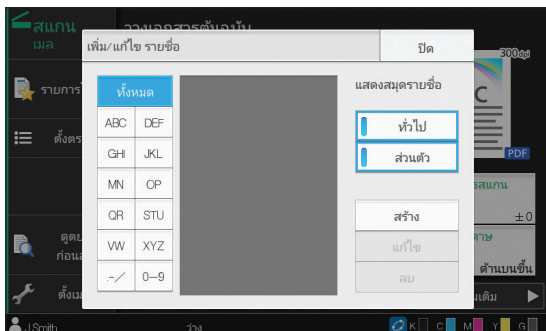 สแกน
เมล
วางเอกสารต้นฉบับ
300dpi
เพิ่ม/แก้ไข รายชื่อ
ปิด
รายการ
ทั้งหมด
แสดงสมุดรายชื่อ
ABC
DEF
ทั่วไป
C
GHI
JKL
ส่วนตัว
PDF
MN
OP
QR
STU
สร้าง
±0
VW
XYZ
แก้ไข
ก่อน
ด้านบนขึ้น
.-/
0–9
ลบ
J.Smith
ว่าง
K
C
M
Y
G